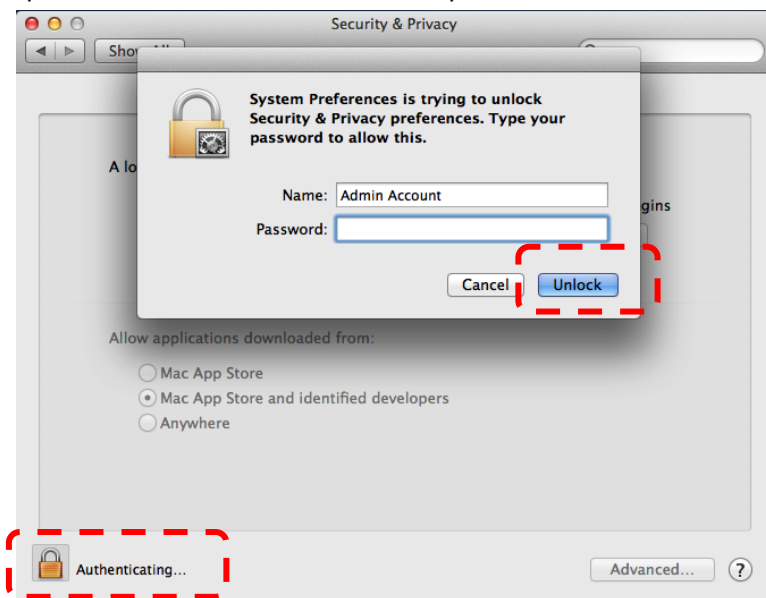 Security & Privacy
System Preferences is trying to unlock
Security & Privacy preferences. Type your
password to allow this.
A lo
Name: Admin Account
gins
Password:
Cancel Unlock
Allow applications downloaded from:
Mac App Store
Mac App Store and identified developers
Anywhere
Authenticating...
Advanced... ?